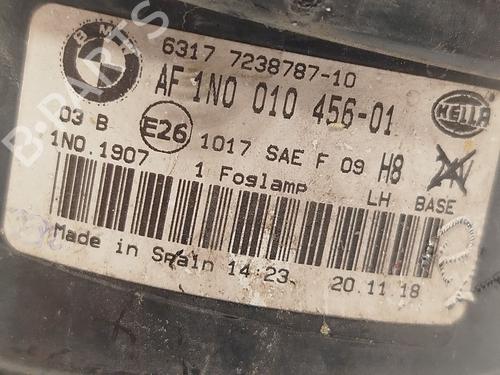 BMW
6317 7238787-10
AF 1N0 010 456-01
HELLA
03 B
E26
1017 SAE F 09 H8
1N0.1907
1 Foglamp
LH BASE
Made in Spain 14:23
20.11.18
B-PARTS